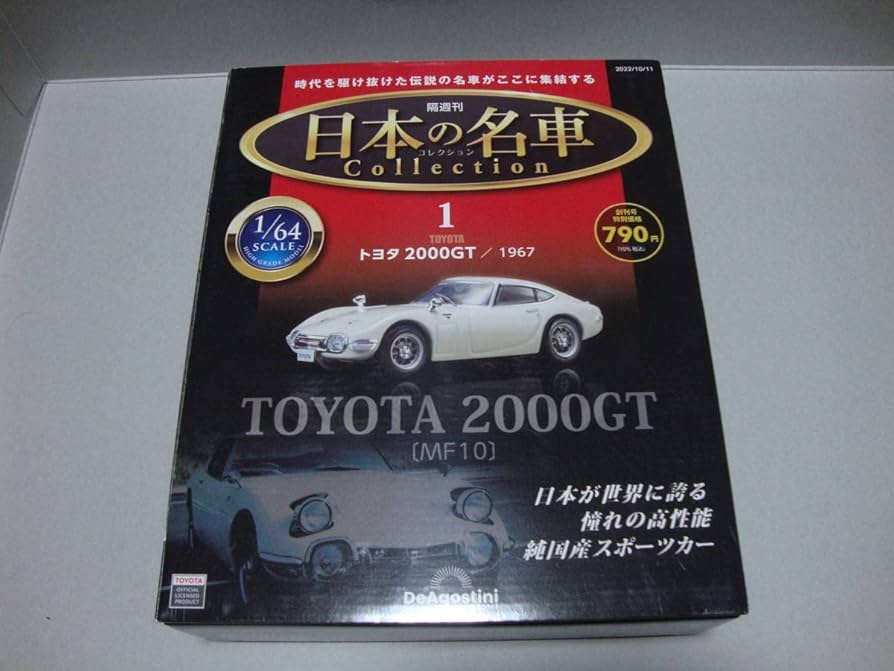 2022/10/11
時代を駆け抜けた伝説の名車がここに集結する
隔週刊
日本の名車
コレクション
Collection
1/64
SCALE
HIGH GRADE MODEL
1
TOYOTA
トヨタ 2000GT / 1967
創刊号
特別価格
790円
(10%税込)
TOYOTA 2000GT
〔MF10〕
日本が世界に誇る
憧れの高性能
純国産スポーツカー
TOYOTA
OFFICIAL
LICENSED
PRODUCT
DeAgostini